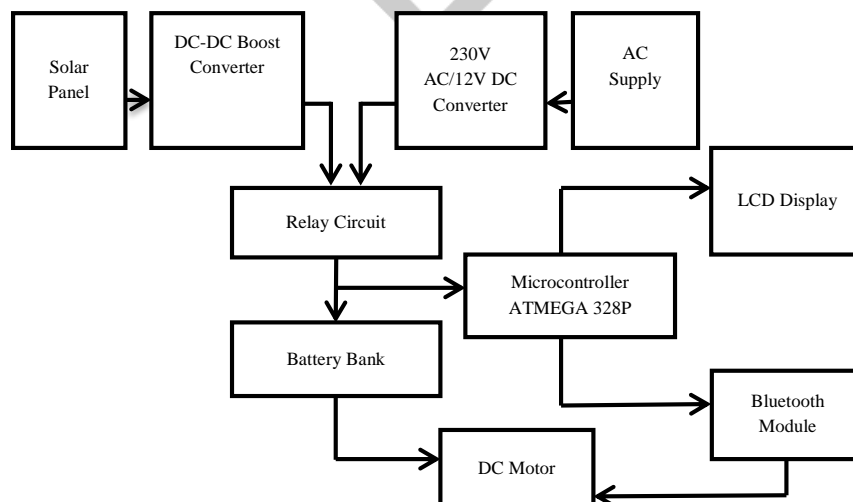 Solar
Panel
DC-DC Boost
Converter
230V
AC/12V DC
Converter
AC
Supply
Relay Circuit
LCD Display
Microcontroller
ATMEGA 328P
Battery Bank
Bluetooth
Module
DC Motor